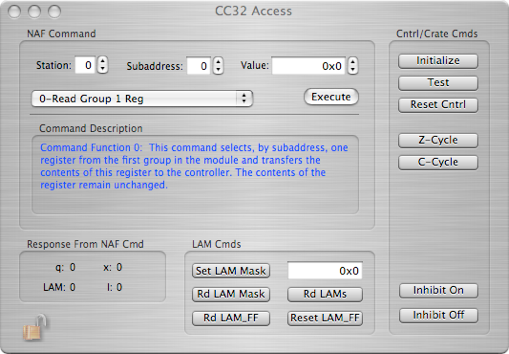 CC32 Access
NAF Command
Station: 0 Subaddress: 0 Value: 0x0
0-Read Group 1 Reg
Execute
Command Description
Command Function 0:  This command selects, by subaddress, one
register from the first group in the module and transfers the
contents of this register to the controller. The contents of the
register remain unchanged.
Cntrl/Crate Cmds
Initialize
Test
Reset Cntrl
Z-Cycle
C-Cycle
Inhibit On
Inhibit Off
Response From NAF Cmd
q: 0 x: 0
LAM: 0 I: 0
LAM Cmds
Set LAM Mask 0x0
Rd LAM Mask Rd LAMs
Rd LAM_FF Reset LAM_FF